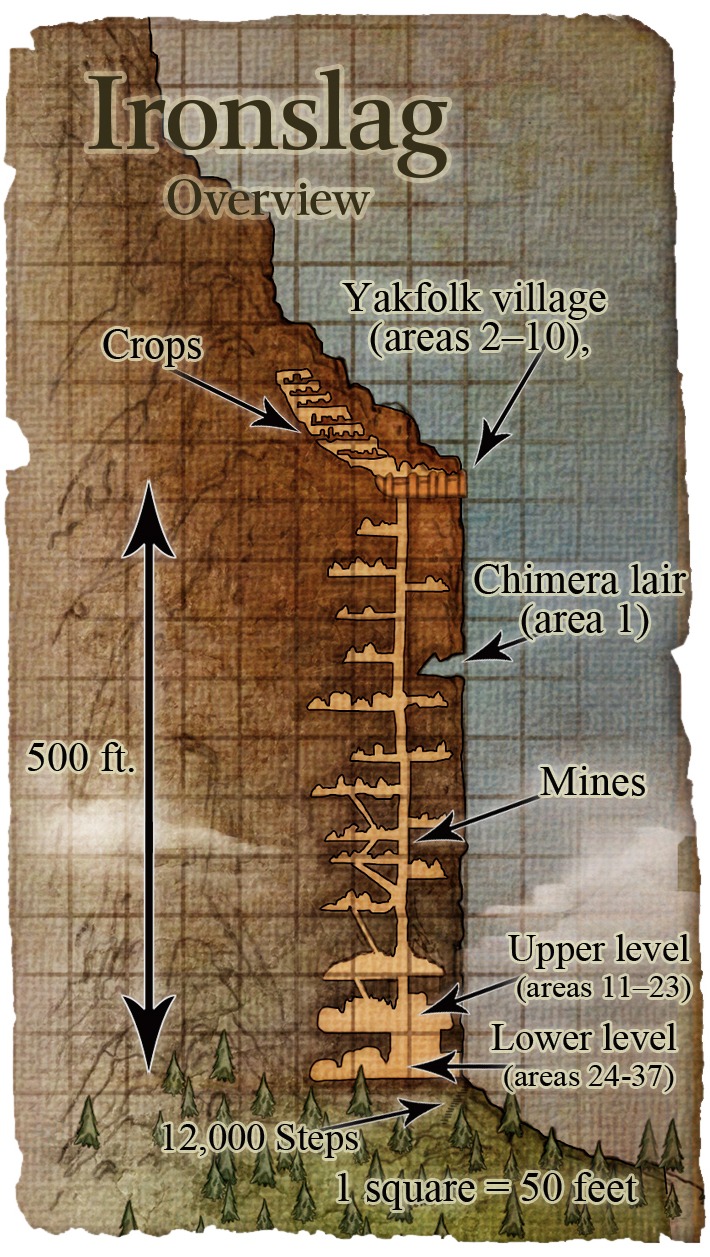 Ironslag
Overview
Yakfolk village
(areas 2–10),
Crops
Chimera lair
(area 1)
500 ft.
Mines
Upper level
(areas 11–23)
Lower level
(areas 24-37)
12,000 Steps
1 square = 50 feet